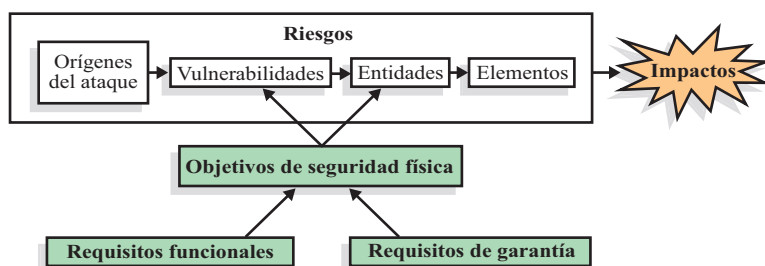 Riesgos
Orígenes
del ataque
Vulnerabilidades
Entidades
Elementos
Impactos
Objetivos de seguridad física
Requisitos funcionales
Requisitos de garantía